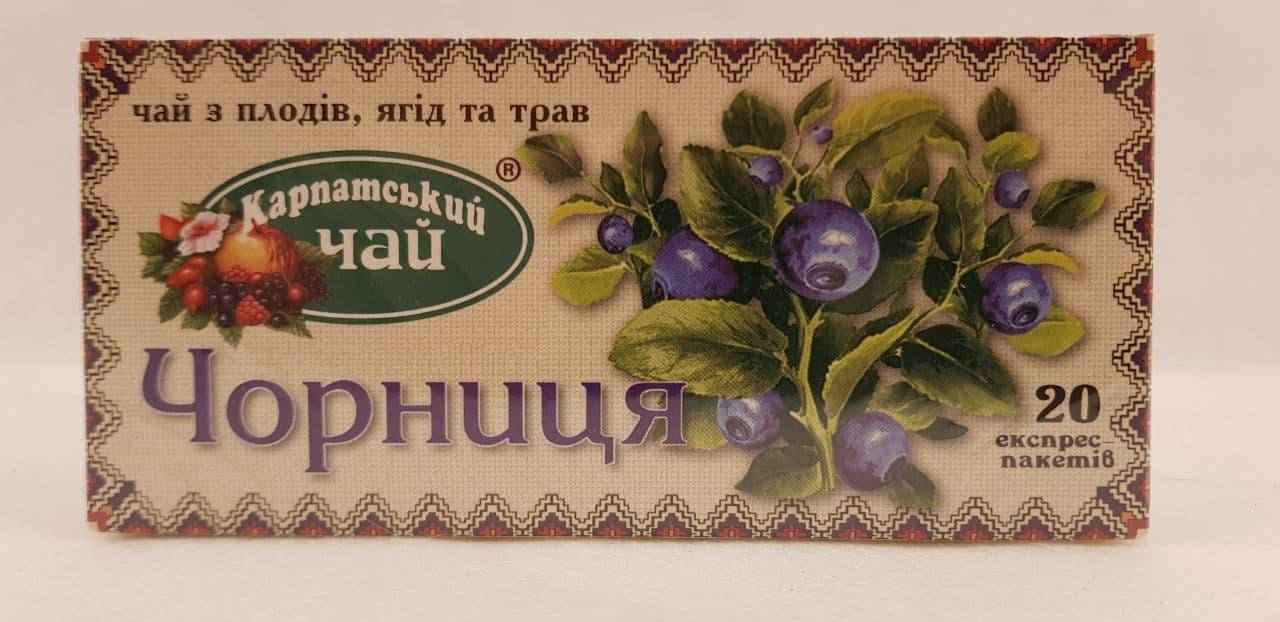 чай з плодів, ягід та трав
®
Карпатський
чай
Чорниця
20
експрес-
пакетів